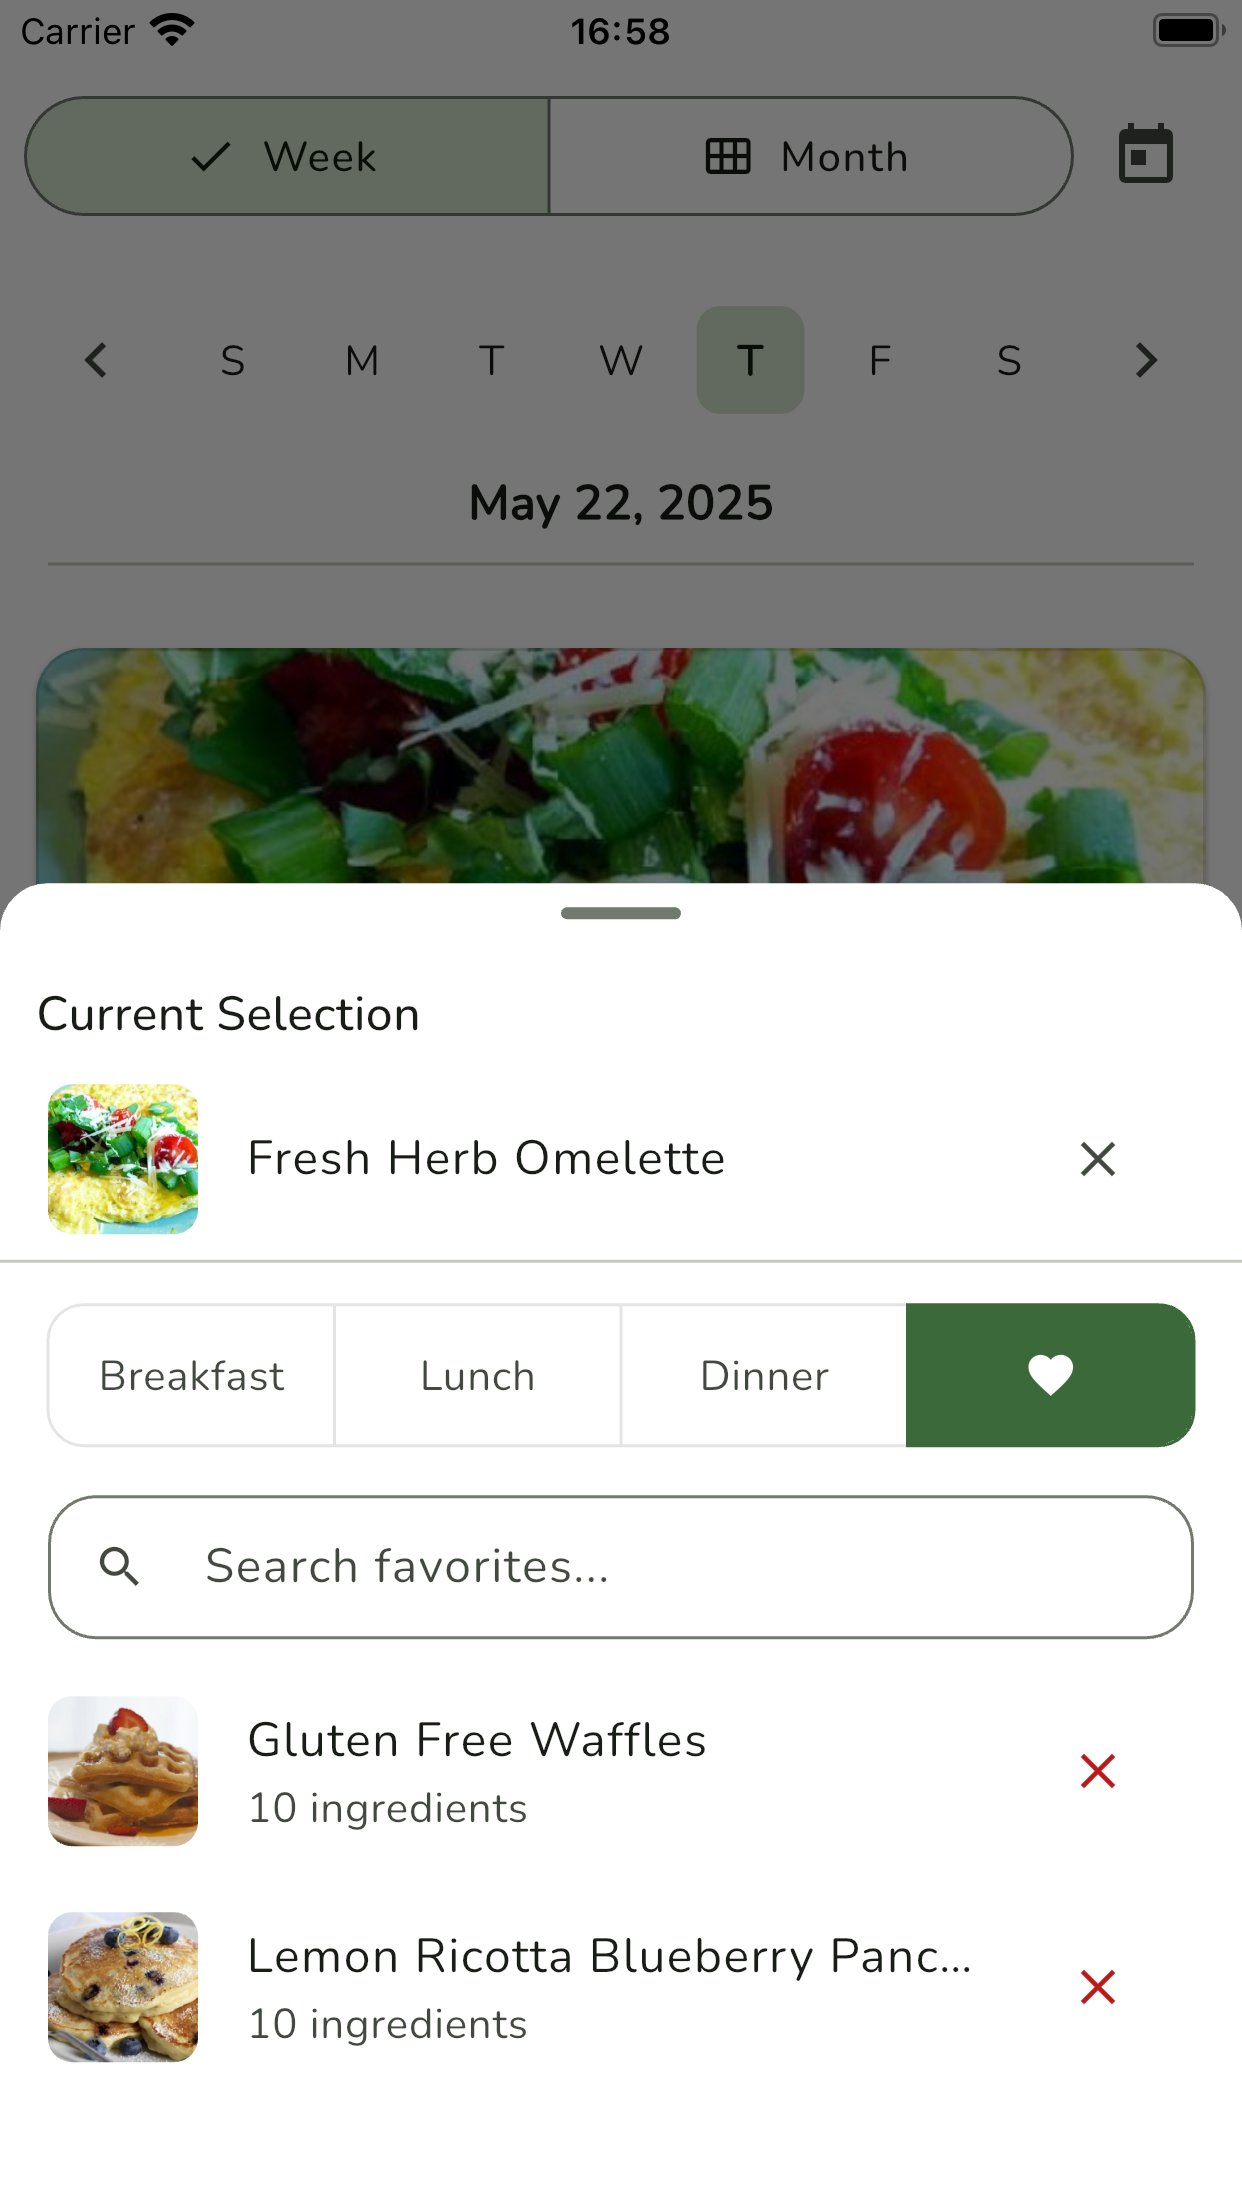 Carrier 16:58
Week Month
S M T W T F S
May 22, 2025
Current Selection
Fresh Herb Omelette
Breakfast Lunch Dinner
Search favorites...
Gluten Free Waffles
10 ingredients
Lemon Ricotta Blueberry Panc...
10 ingredients